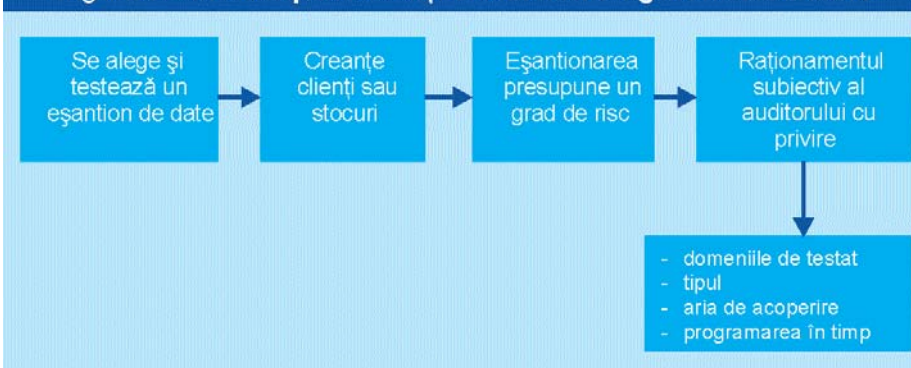 Se alege şi
testează un
eşantion de date
Creanţe
clienţi sau
stocuri
Eşantionarea
presupune un
grad de risc
Raţionamentul
subiectiv al
auditorului cu
privire
- domeniile de testat
- tipul
- aria de acoperire
- programarea în timp